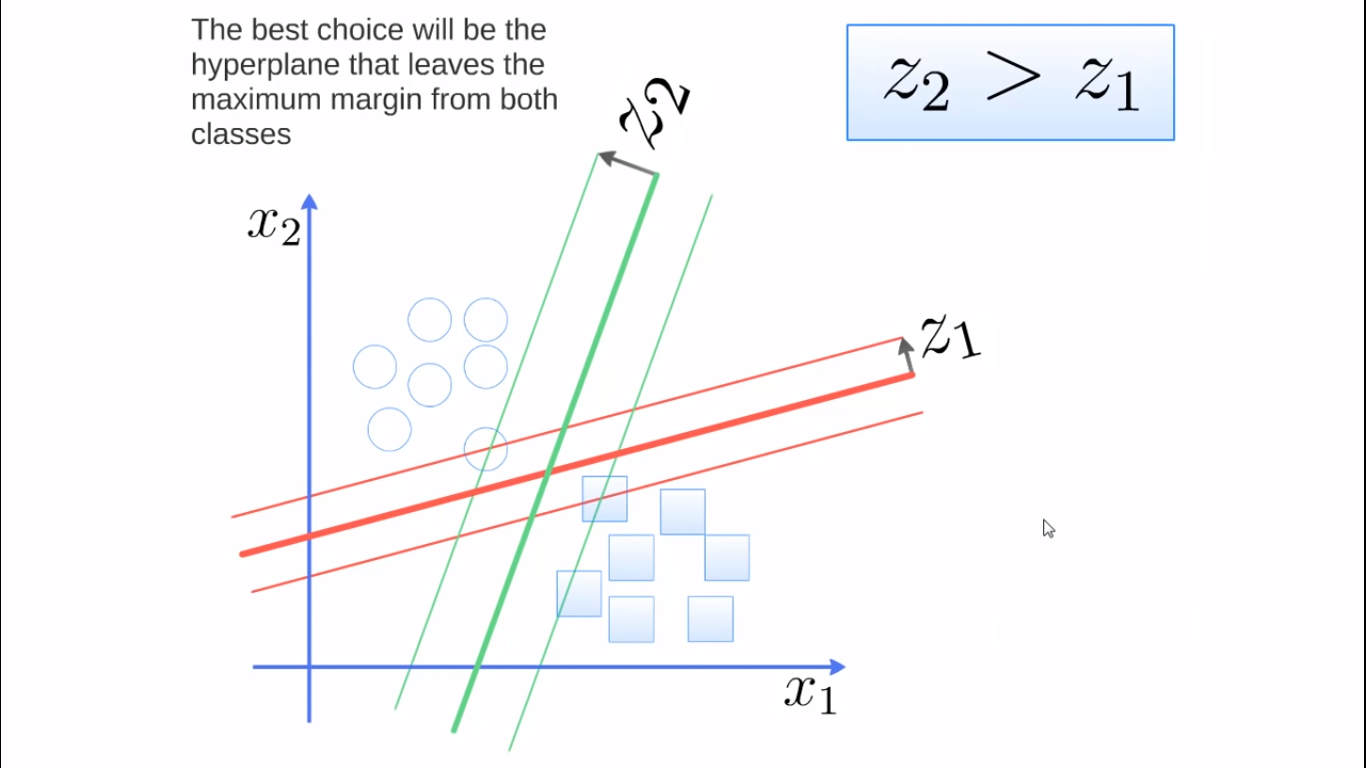 The best choice will be the
hyperplane that leaves the
maximum margin from both
classes
z₂ > z₁
z₂
x₂
z₁
x₁